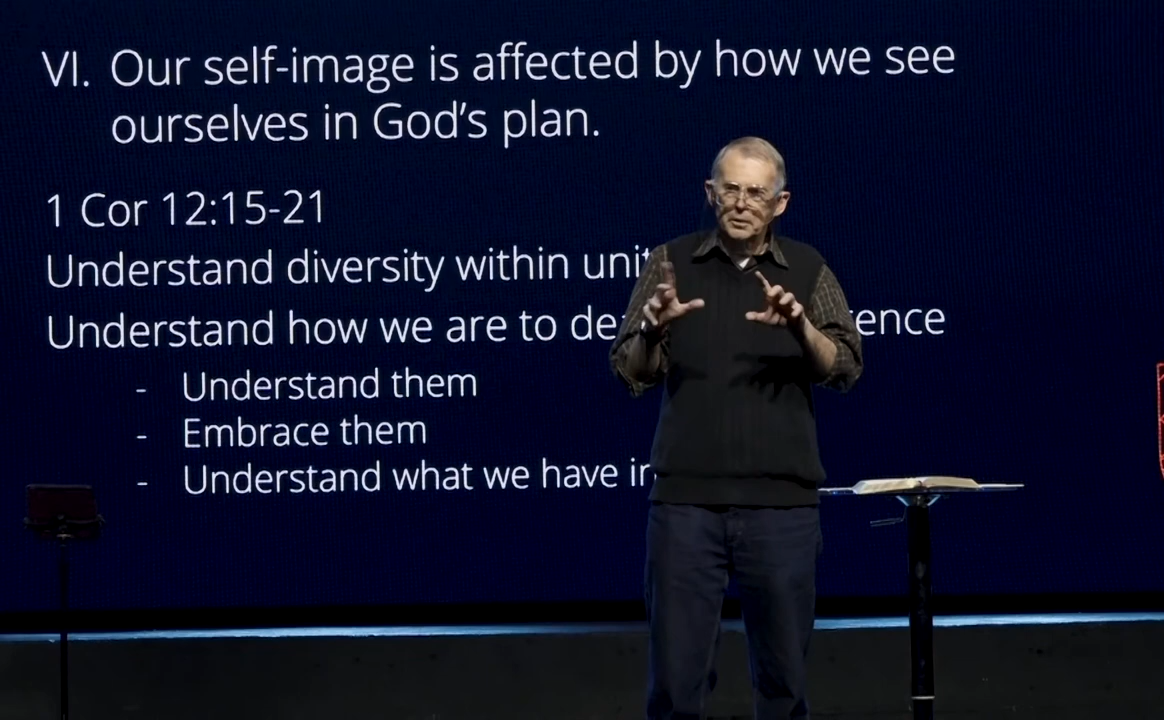 VI. Our self-image is affected by how we see
ourselves in God's plan.
1 Cor 12:15-21
Understand diversity within
Understand how we are to
- Understand them
- Embrace them
- Understand what we have